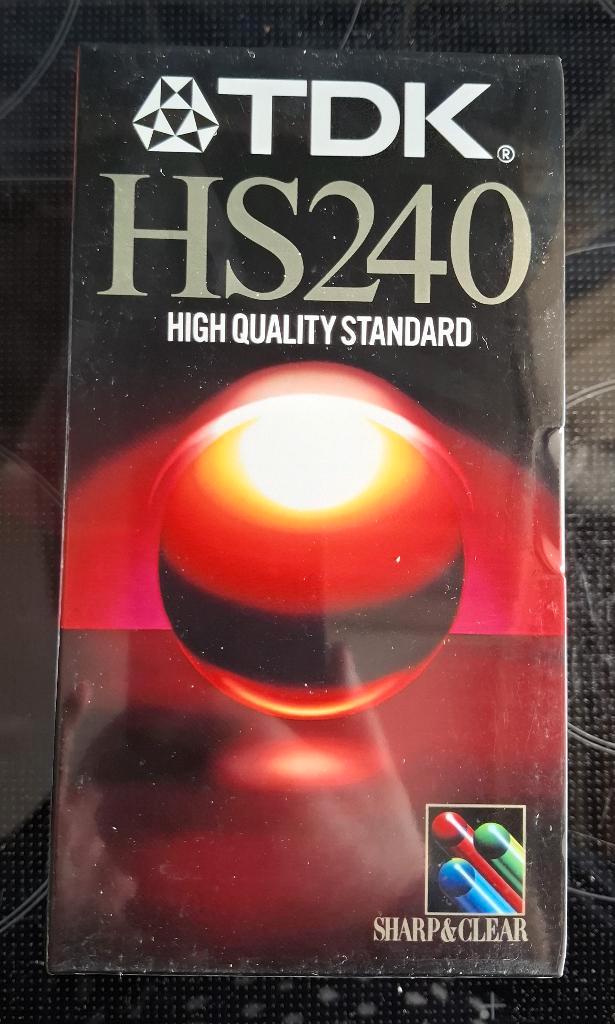 TDK®
HS240
HIGH QUALITY STANDARD
SHARP&CLEAR